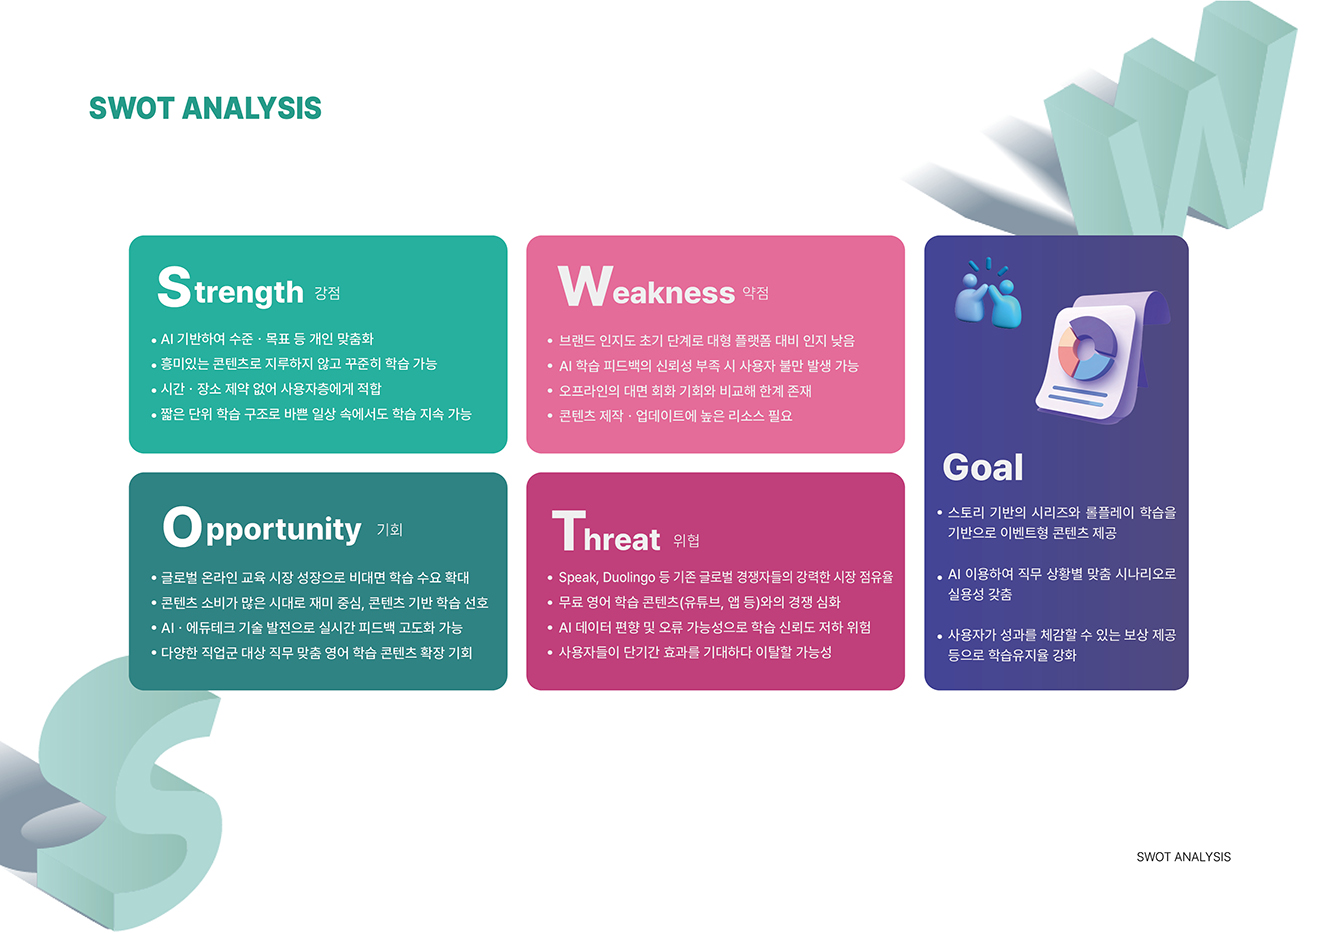 SWOT ANALYSIS
Strength 강점
• AI 기반하여 수준 · 목표 등 개인 맞춤화
• 흥미있는 콘텐츠로 지루하지 않고 꾸준히 학습 가능
• 시간 · 장소 제약 없어 사용자층에게 적합
• 짧은 단위 학습 구조로 바쁜 일상 속에서도 학습 지속 가능
Weakness 약점
• 브랜드 인지도 초기 단계로 대형 플랫폼 대비 인지 낮음
• AI 학습 피드백의 신뢰성 부족 시 사용자 불만 발생 가능
• 오프라인의 대면 회화 기회와 비교해 한계 존재
• 콘텐츠 제작 · 업데이트에 높은 리소스 필요
Opportunity 기회
• 글로벌 온라인 교육 시장 성장으로 비대면 학습 수요 확대
• 콘텐츠 소비가 많은 시대로 재미 중심, 콘텐츠 기반 학습 선호
• AI · 에듀테크 기술 발전으로 실시간 피드백 고도화 가능
• 다양한 직업군 대상 직무 맞춤 영어 학습 콘텐츠 확장 기회
Threat 위협
• Speak, Duolingo 등 기존 글로벌 경쟁자들의 강력한 시장 점유율
• 무료 영어 학습 콘텐츠(유튜브, 앱 등)와의 경쟁 심화
• AI 데이터 편향 및 오류 가능성으로 학습 신뢰도 저하 위험
• 사용자들이 단기간 효과를 기대하다 이탈할 가능성
Goal
• 스토리 기반의 시리즈와 롤플레이 학습을
기반으로 이벤트형 콘텐츠 제공
• AI 이용하여 직무 상황별 맞춤 시나리오로
실용성 갖춤
• 사용자가 성과를 체감할 수 있는 보상 제공
등으로 학습유지율 강화
W
S
SWOT ANALYSIS